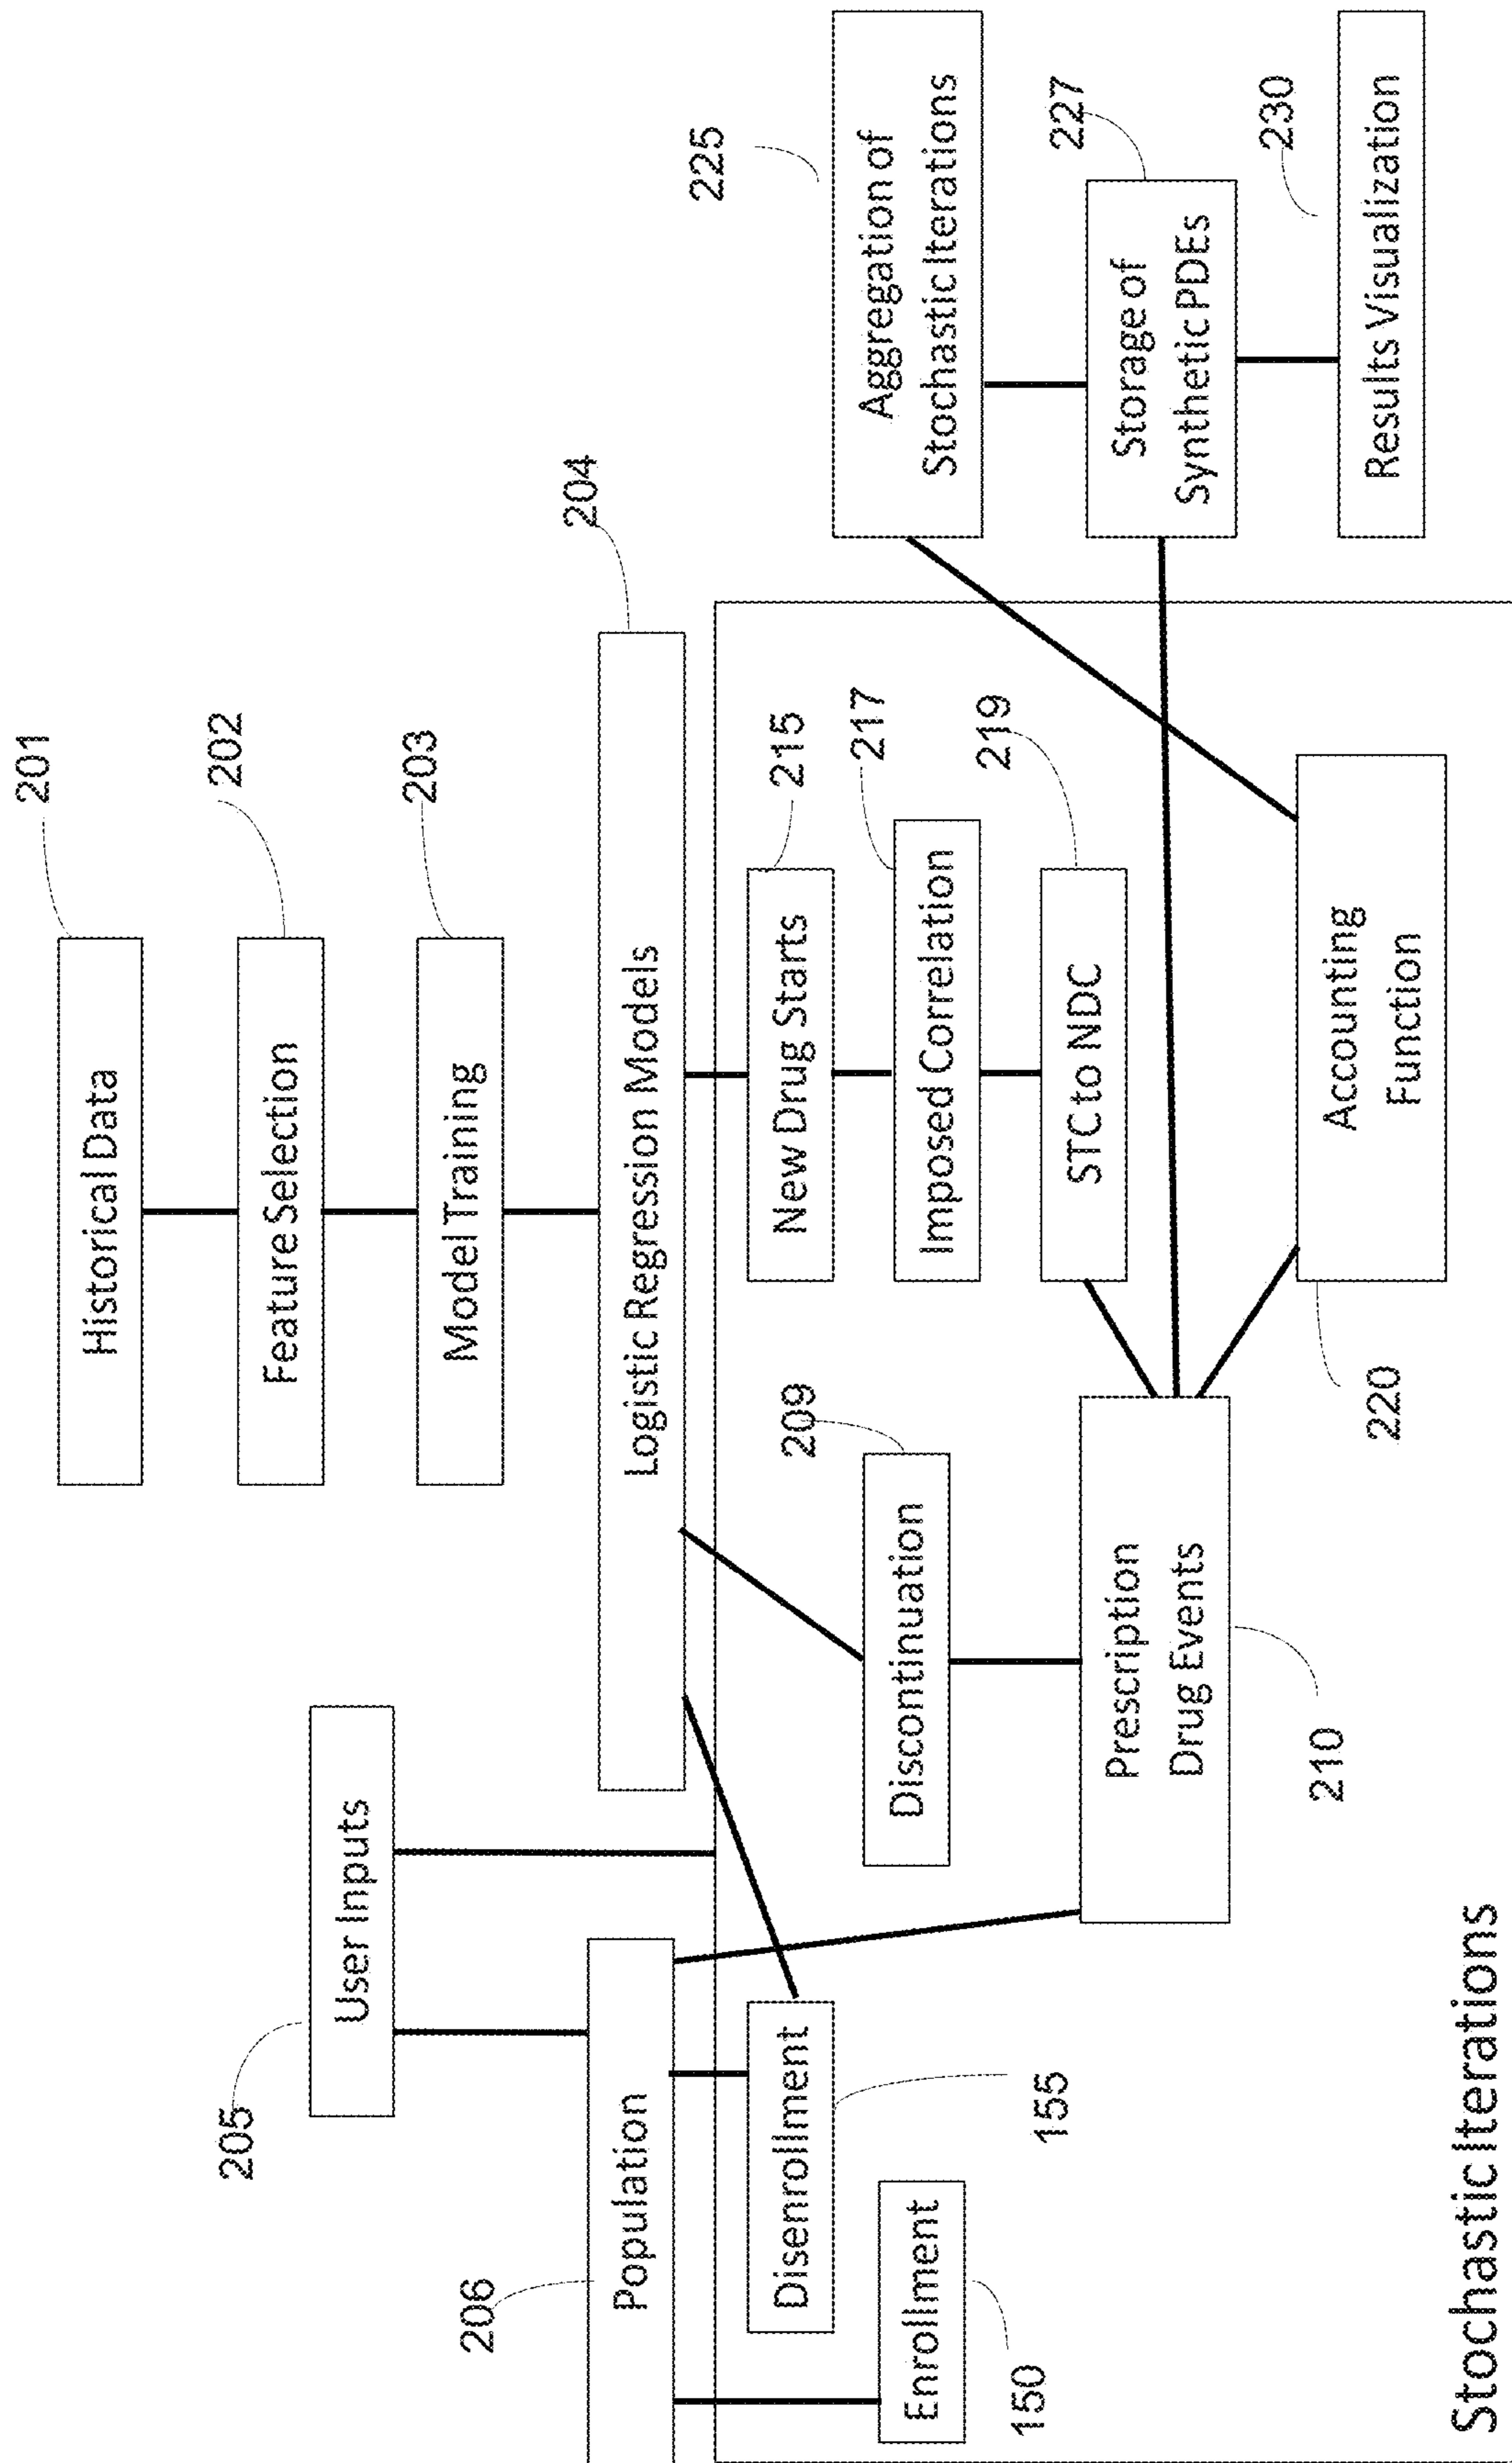 201
Historical Data
202
Feature Selection
203
Model Training
204
Logistic Regression Models
205
User Inputs
206
Population
Disenrollment
155
Enrollment
150
209
Discontinuation
Prescription
Drug Events
210
New Drug Starts
215
Imposed Correlation
217
STC to NDC
219
Accounting
Function
220
225
Aggregation of
Stochastic Iterations
Storage of
Synthetic PDEs
227
230
Results Visualization
Stochastic Iterations